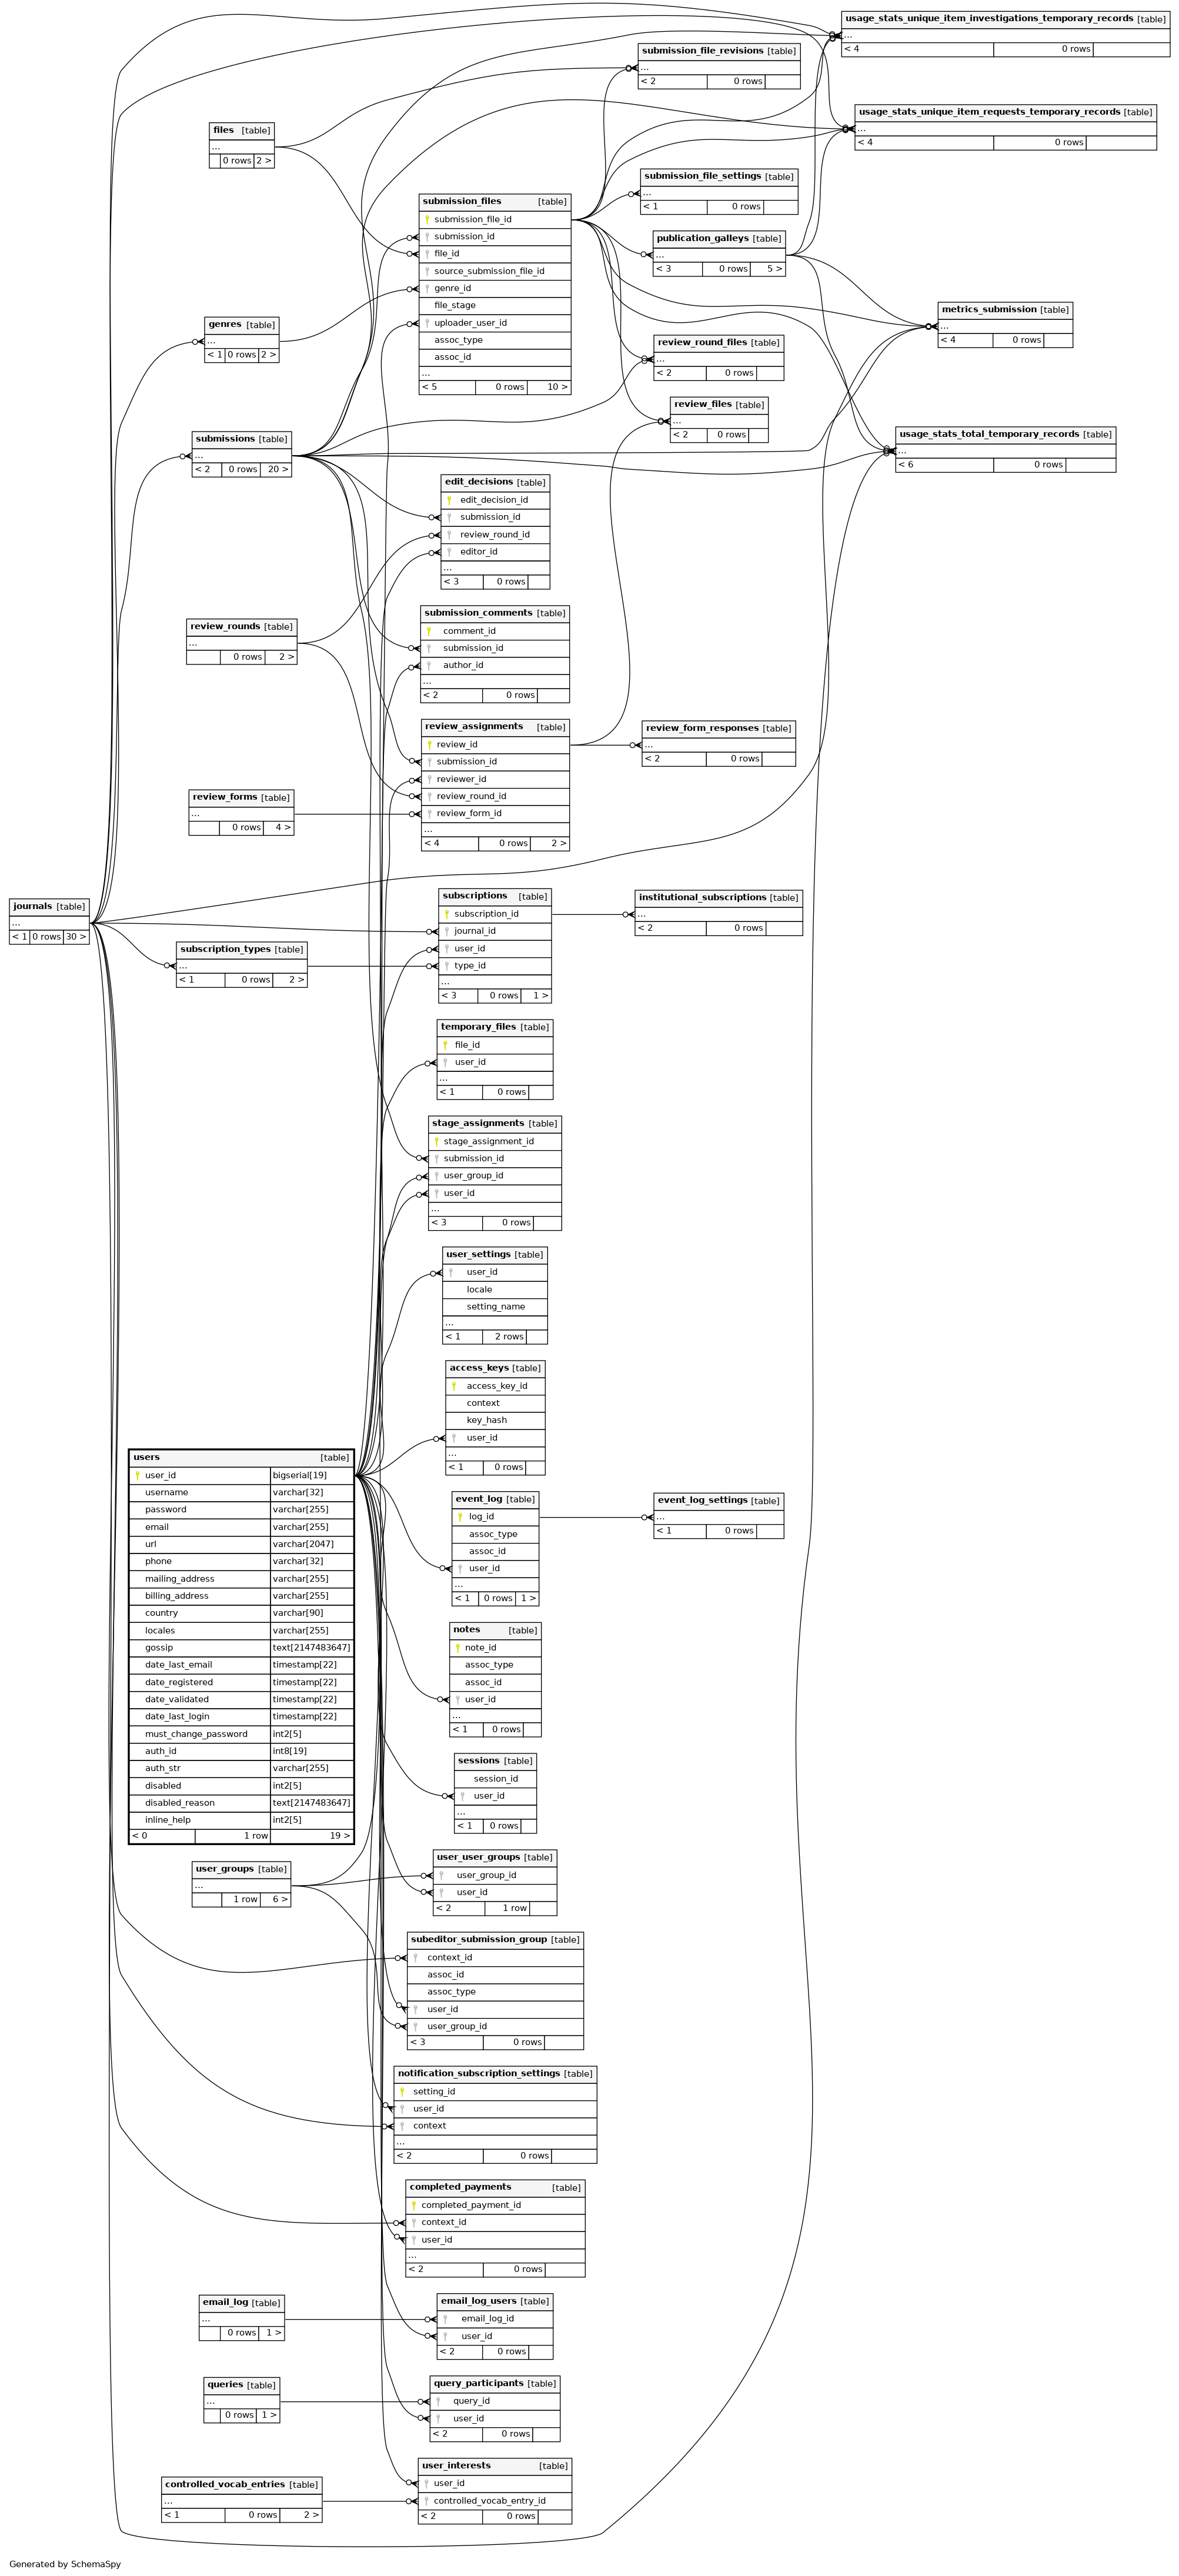 usage_stats_unique_item_investigations_temporary_records [table]
...
< 4 0 rows
submission_file_revisions [table]
...
< 2 0 rows
usage_stats_unique_item_requests_temporary_records [table]
...
< 4 0 rows
files [table]
...
0 rows 2 >
submission_file_settings [table]
...
< 1 0 rows
submission_files [table]
submission_file_id
submission_id
file_id
source_submission_file_id
genre_id
file_stage
uploader_user_id
assoc_type
assoc_id
...
< 5 0 rows 10 >
publication_galleys [table]
...
< 3 0 rows 5 >
metrics_submission [table]
...
< 4 0 rows
genres [table]
...
< 1 0 rows 2 >
review_round_files [table]
...
< 2 0 rows
review_files [table]
...
< 2 0 rows
usage_stats_total_temporary_records [table]
...
< 6 0 rows
submissions [table]
...
< 2 0 rows 20 >
edit_decisions [table]
edit_decision_id
submission_id
review_round_id
editor_id
...
< 3 0 rows
submission_comments [table]
comment_id
submission_id
author_id
...
< 2 0 rows
review_rounds [table]
...
0 rows 2 >
review_assignments [table]
review_id
submission_id
reviewer_id
review_round_id
review_form_id
...
< 4 0 rows 2 >
review_form_responses [table]
...
< 2 0 rows
review_forms [table]
...
0 rows 4 >
journals [table]
...
< 1 0 rows 30 >
subscriptions [table]
subscription_id
journal_id
user_id
type_id
...
< 3 0 rows 1 >
institutional_subscriptions [table]
...
< 2 0 rows
subscription_types [table]
...
< 1 0 rows 2 >
temporary_files [table]
file_id
user_id
...
< 1 0 rows
stage_assignments [table]
stage_assignment_id
submission_id
user_group_id
user_id
...
< 3 0 rows
user_settings [table]
user_id
locale
setting_name
...
< 1 2 rows
access_keys [table]
access_key_id
context
key_hash
user_id
...
< 1 0 rows
users [table]
user_id bigserial[19]
username varchar[32]
password varchar[255]
email varchar[255]
url varchar[2047]
phone varchar[32]
mailing_address varchar[255]
billing_address varchar[255]
country varchar[90]
locales varchar[255]
gossip text[2147483647]
date_last_email timestamp[22]
date_registered timestamp[22]
date_validated timestamp[22]
date_last_login timestamp[22]
must_change_password int2[5]
auth_id int8[19]
auth_str varchar[255]
disabled int2[5]
disabled_reason text[2147483647]
inline_help int2[5]
< 0 1 row 19 >
event_log [table]
log_id
assoc_type
assoc_id
user_id
...
< 1 0 rows 1 >
event_log_settings [table]
...
< 1 0 rows
notes [table]
note_id
assoc_type
assoc_id
user_id
...
< 1 0 rows
sessions [table]
session_id
user_id
...
< 1 0 rows
user_groups [table]
...
1 row 6 >
user_user_groups [table]
user_group_id
user_id
< 2 1 row
subeditor_submission_group [table]
context_id
assoc_id
assoc_type
user_id
user_group_id
< 3 0 rows
notification_subscription_settings [table]
setting_id
user_id
context
...
< 2 0 rows
completed_payments [table]
completed_payment_id
context_id
user_id
...
< 2 0 rows
email_log [table]
...
0 rows 1 >
email_log_users [table]
email_log_id
user_id
< 2 0 rows
queries [table]
...
0 rows 1 >
query_participants [table]
query_id
user_id
< 2 0 rows
controlled_vocab_entries [table]
...
< 1 0 rows 2 >
user_interests [table]
user_id
controlled_vocab_entry_id
< 2 0 rows
Generated by SchemaSpy